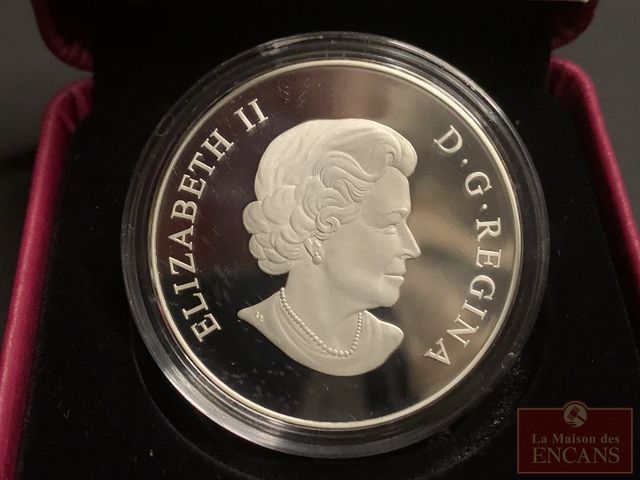 ELIZABETH II
D·G·REGINA
La Maison des
ENCANS